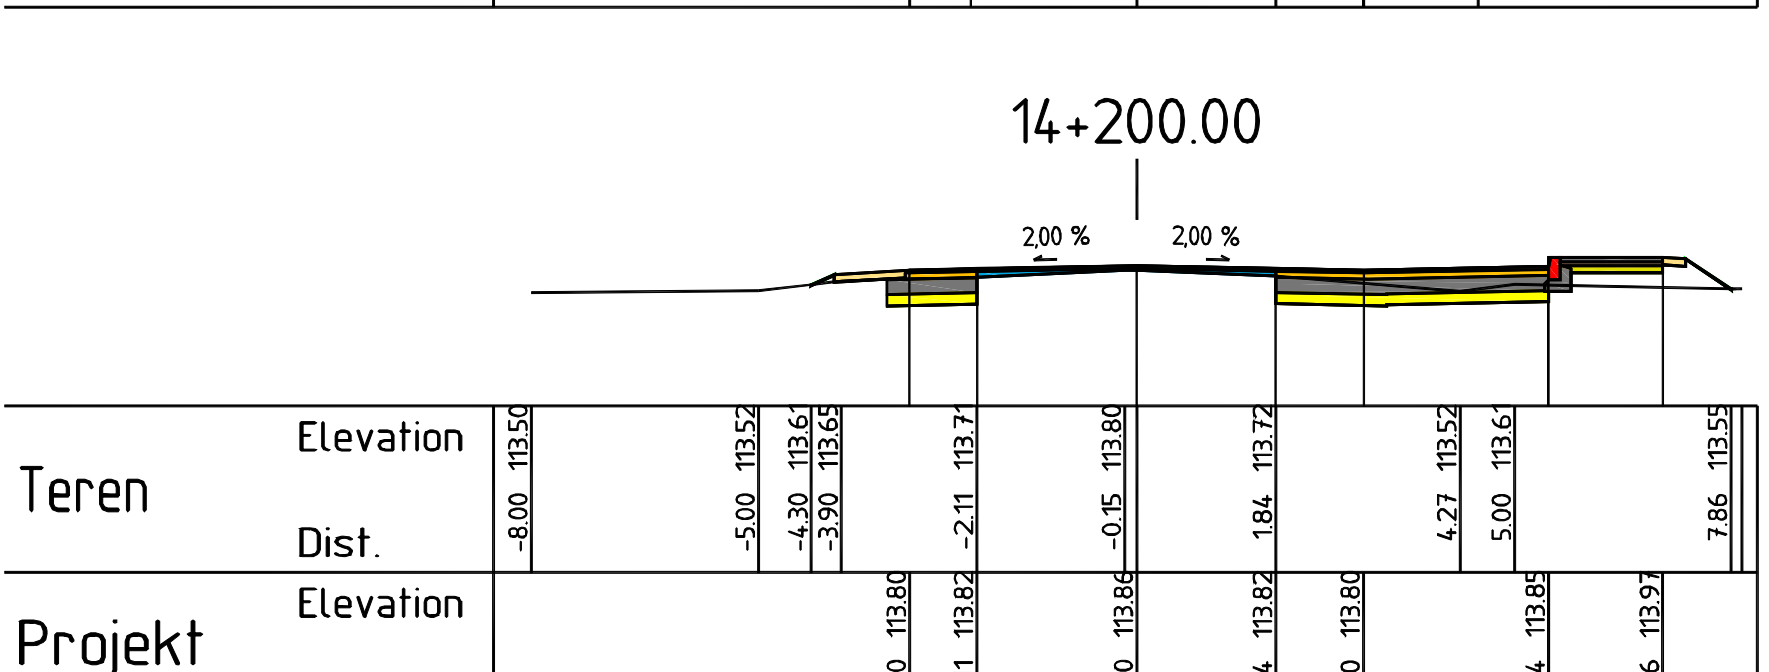 14+200.00
2,00 % 2,00 %
Teren
Elevation 113.50 113.52 113.61 113.65 113.71 113.80 113.72 113.52 113.61 113.55
Dist. -8.00 -5.00 -4.30 -3.90 -2.11 -0.15 1.84 4.27 5.00 7.86
Projekt
Elevation 113.80 113.82 113.86 113.82 113.80 113.85 113.97